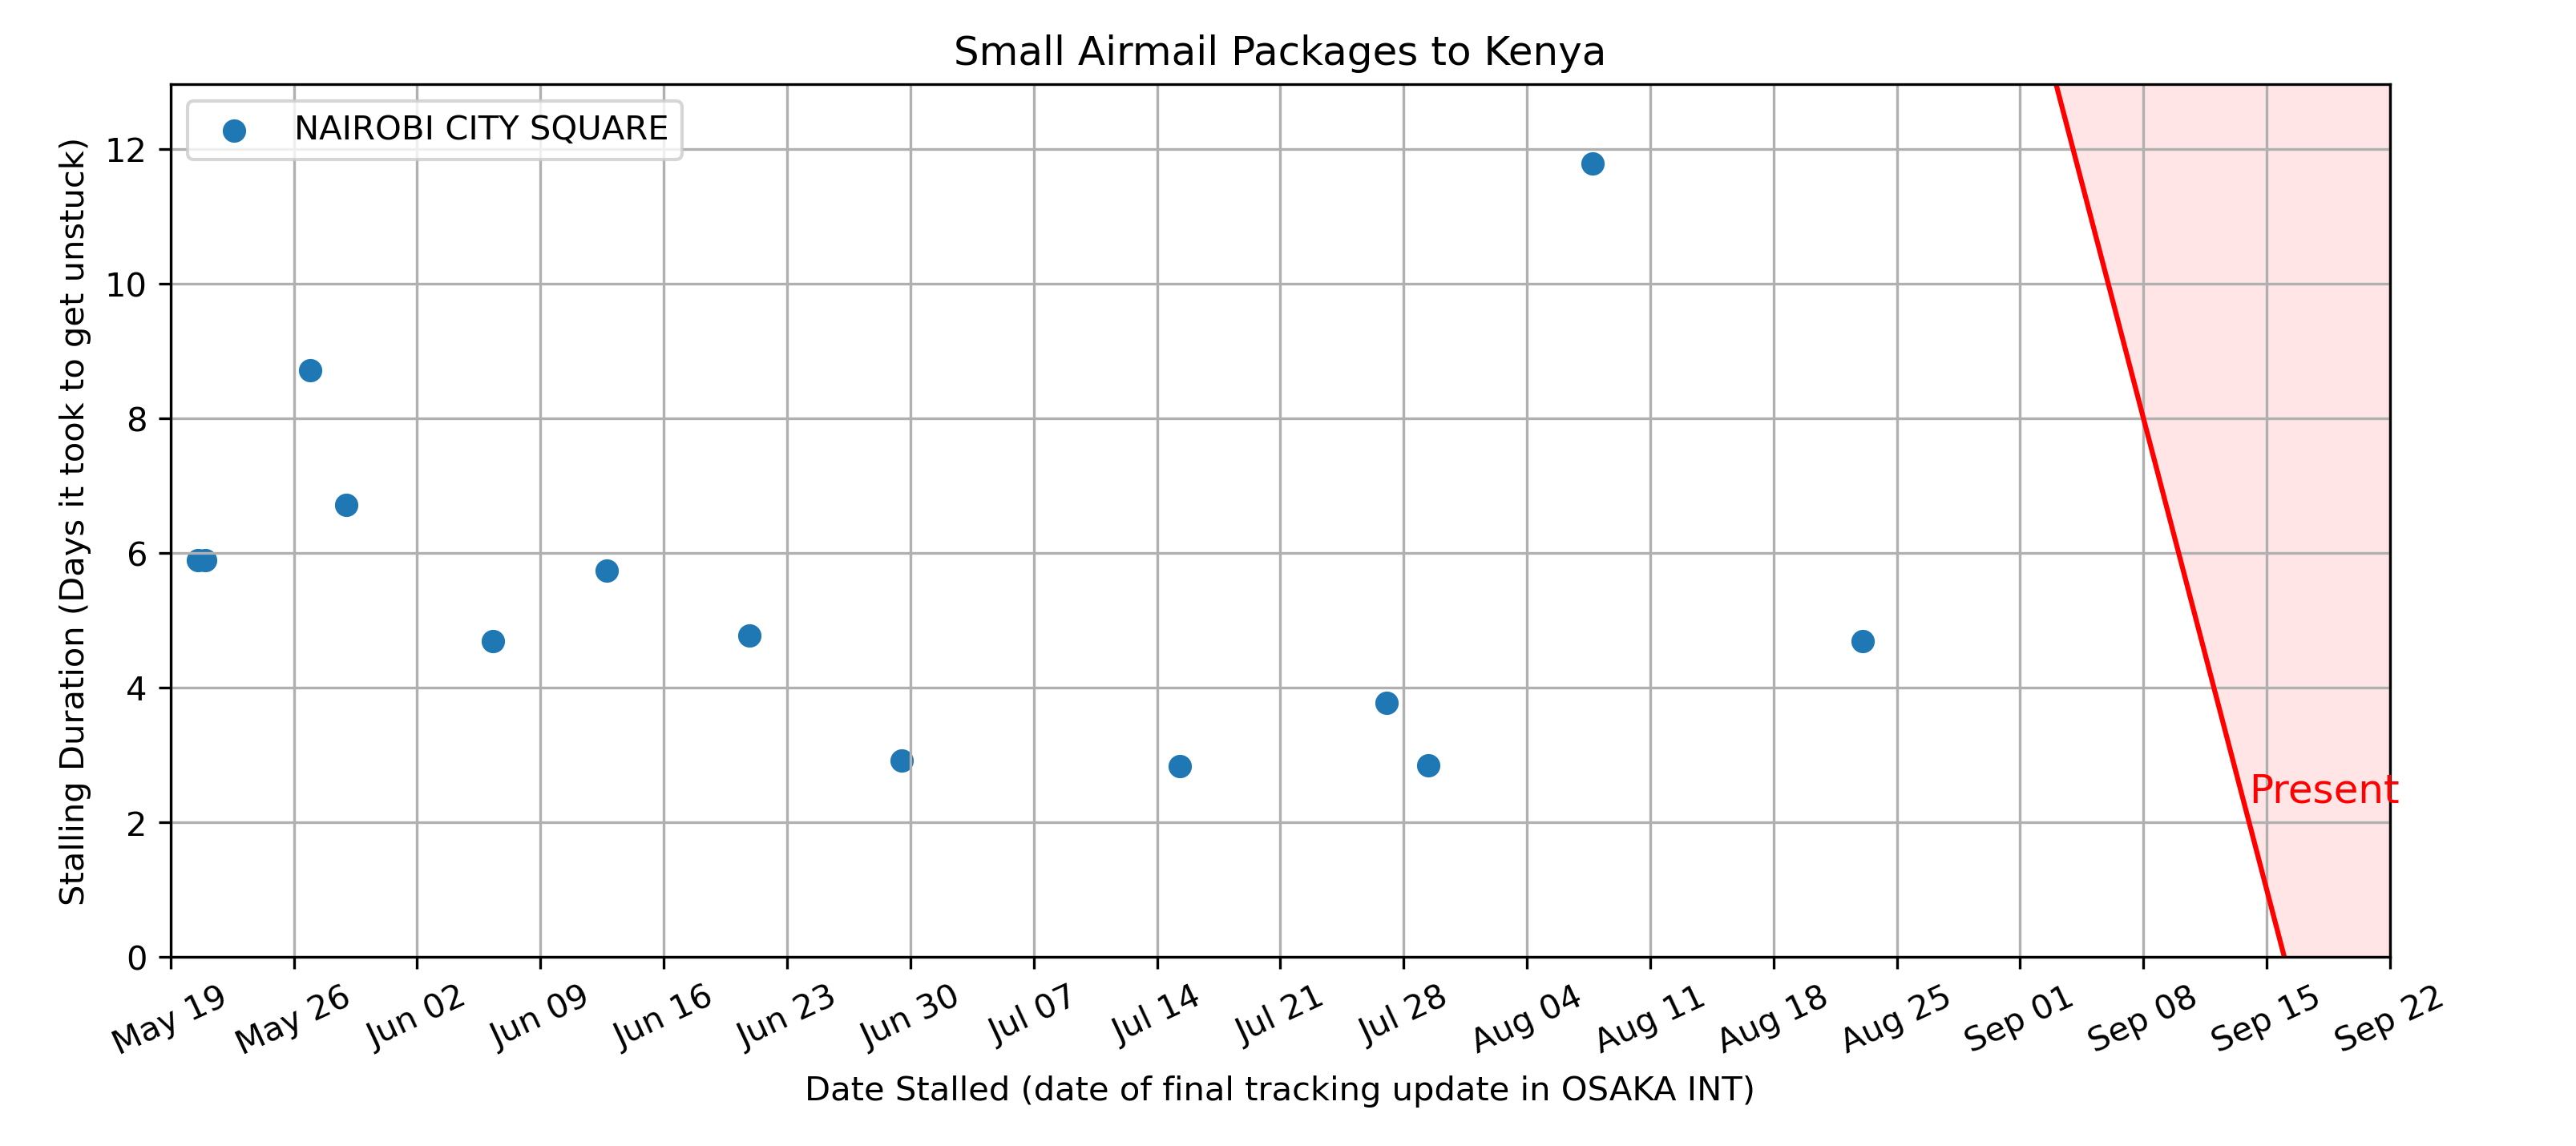 Small Airmail Packages to Kenya
NAIROBI CITY SQUARE
Stalling Duration (Days it took to get unstuck)
12
10
8
6
4
2
0
Present
May 19
May 26
Jun 02
Jun 09
Jun 16
Jun 23
Jun 30
Jul 07
Jul 14
Jul 21
Jul 28
Aug 04
Aug 11
Aug 18
Aug 25
Sep 01
Sep 08
Sep 15
Sep 22
Date Stalled (date of final tracking update in OSAKA INT)